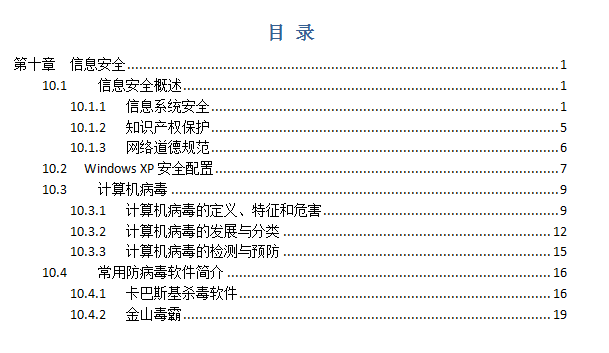 目 录
第十章 信息安全........1
10.1 信息安全概述........1
10.1.1 信息系统安全........1
10.1.2 知识产权保护........5
10.1.3 网络道德规范........6
10.2 Windows XP 安全配置........7
10.3 计算机病毒........9
10.3.1 计算机病毒的定义、特征和危害........9
10.3.2 计算机病毒的发展与分类........12
10.3.3 计算机病毒的检测与预防........15
10.4 常用防病毒软件简介........16
10.4.1 卡巴斯基杀毒软件........16
10.4.2 金山毒霸........19